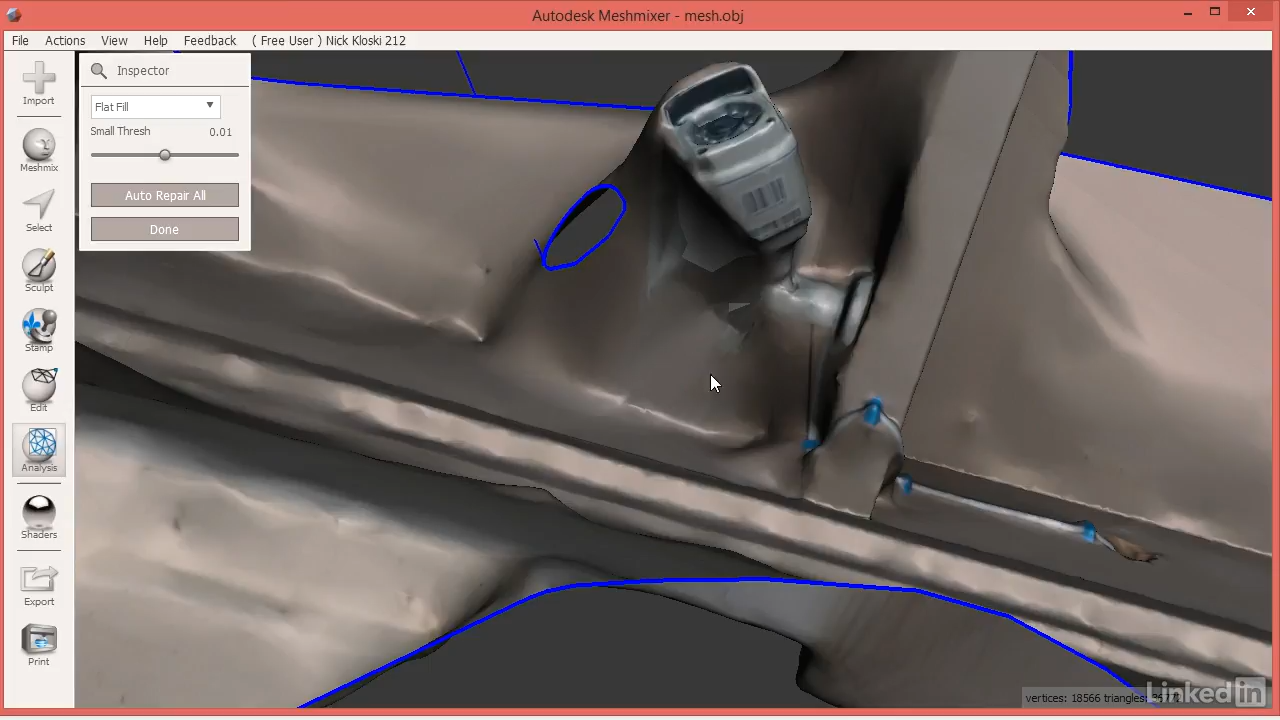 Autodesk Meshmixer - mesh.obj
File Actions View Help Feedback ( Free User ) Nick Kloski 212
Inspector
Flat Fill
Small Thresh 0.01
Auto Repair All
Done
Import
Meshmix
Select
Sculpt
Stamp
Edit
Analysis
Shaders
Export
Print
vertices: 18566 triangles:
LinkedIn